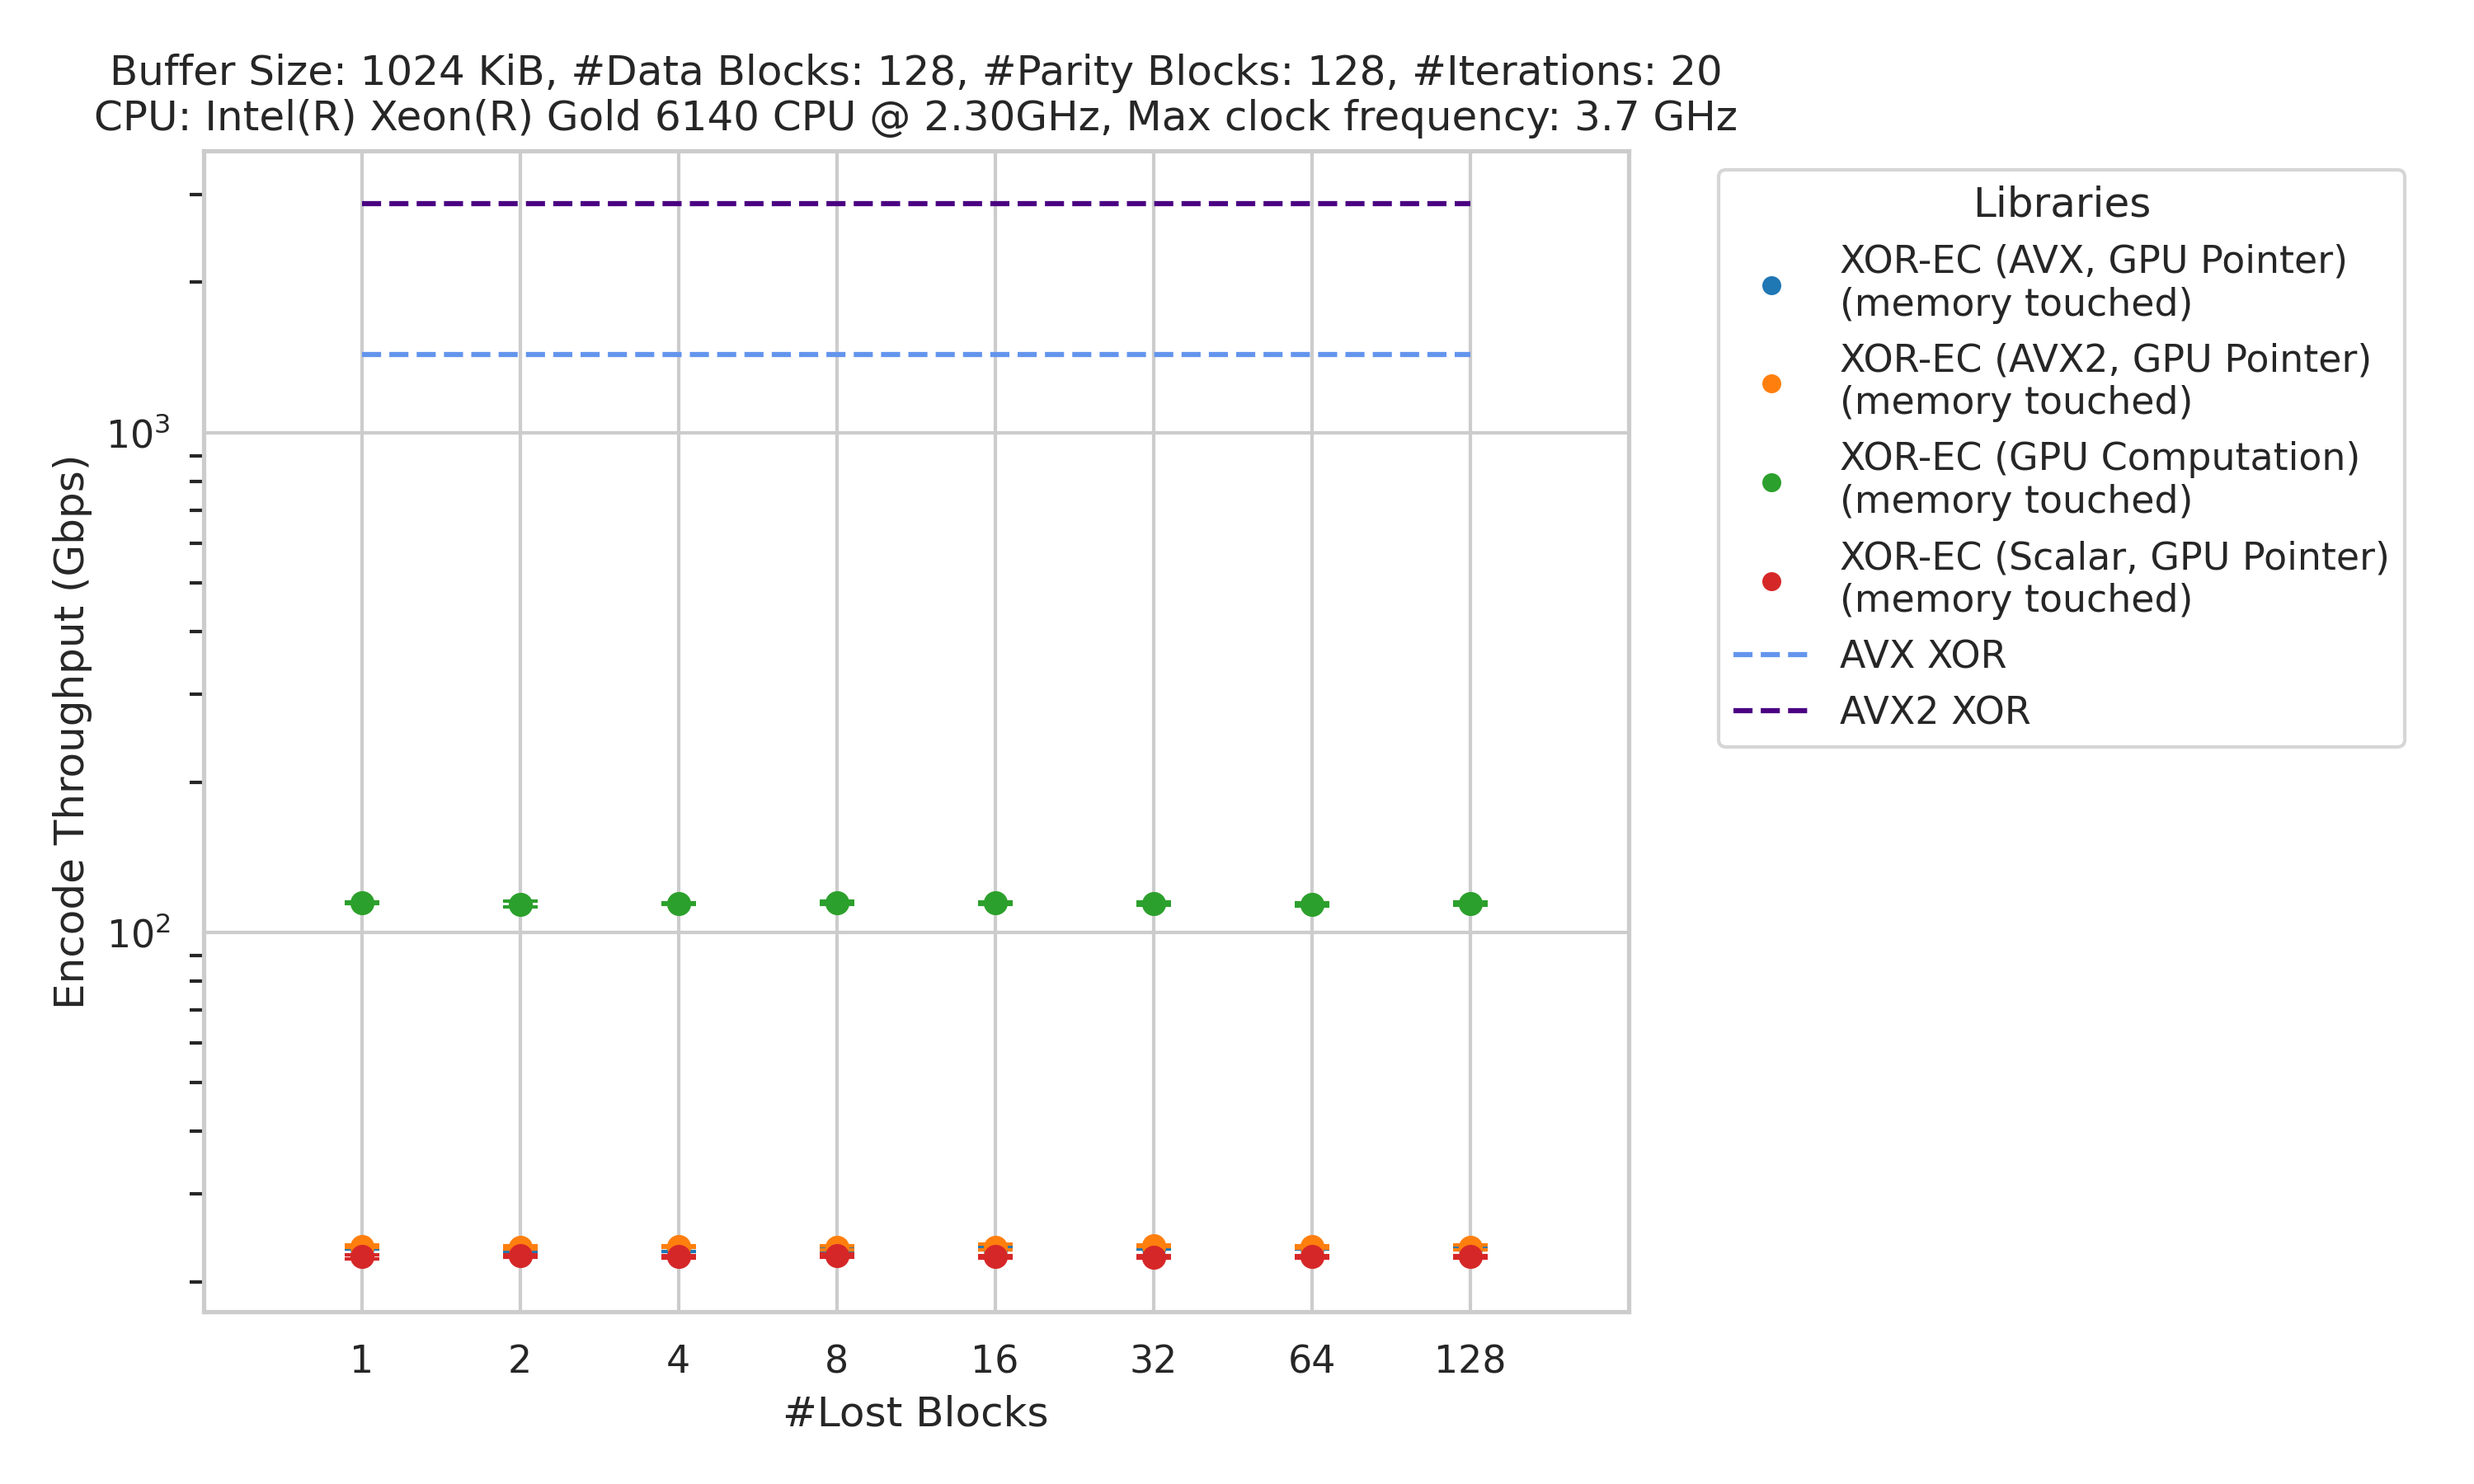 Buffer Size: 1024 KiB, #Data Blocks: 128, #Parity Blocks: 128, #Iterations: 20
CPU: Intel(R) Xeon(R) Gold 6140 CPU @ 2.30GHz, Max clock frequency: 3.7 GHz
Encode Throughput (Gbps)
10³
10²
1 2 4 8 16 32 64 128
#Lost Blocks
Libraries
XOR-EC (AVX, GPU Pointer)
(memory touched)
XOR-EC (AVX2, GPU Pointer)
(memory touched)
XOR-EC (GPU Computation)
(memory touched)
XOR-EC (Scalar, GPU Pointer)
(memory touched)
AVX XOR
AVX2 XOR